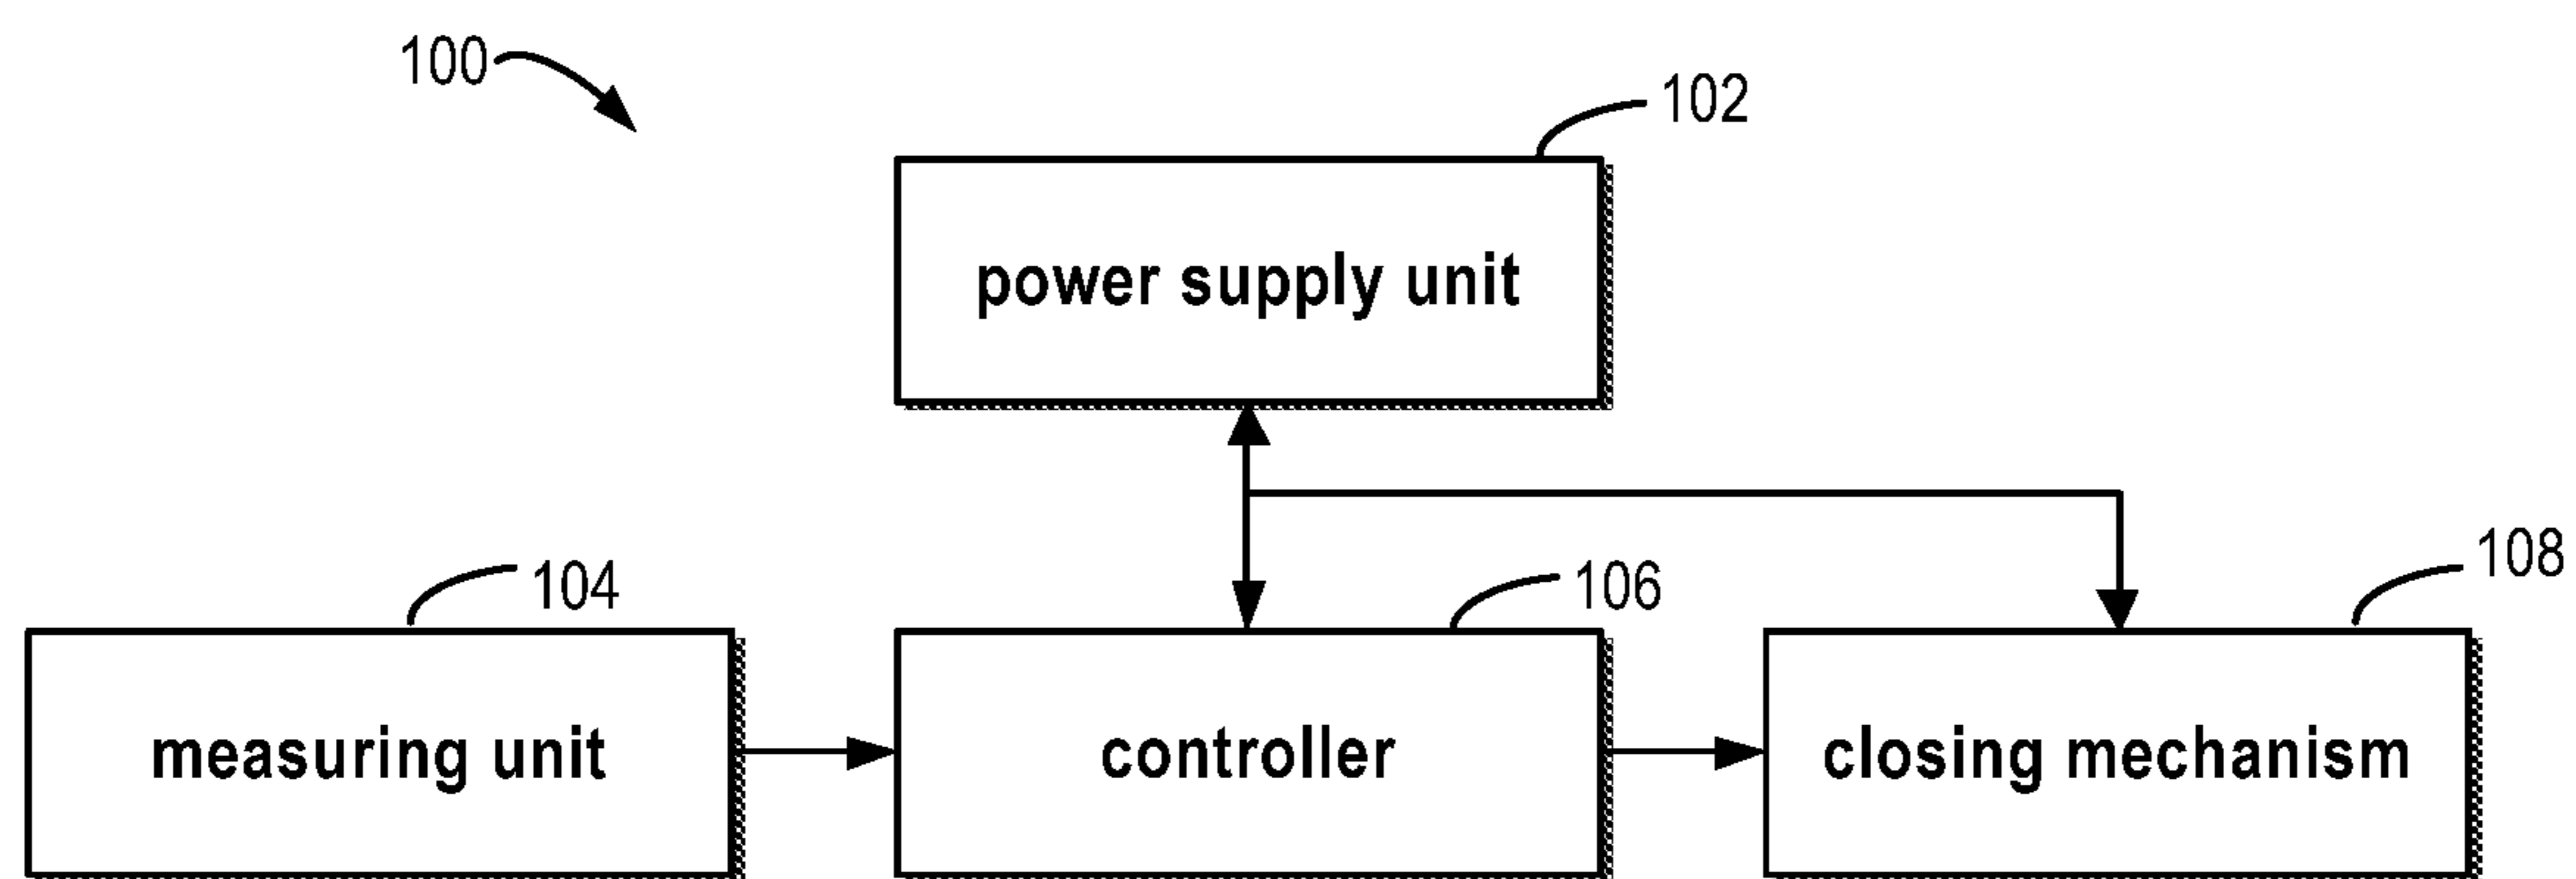 100
102
power supply unit
104
106
108
measuring unit
controller
closing mechanism